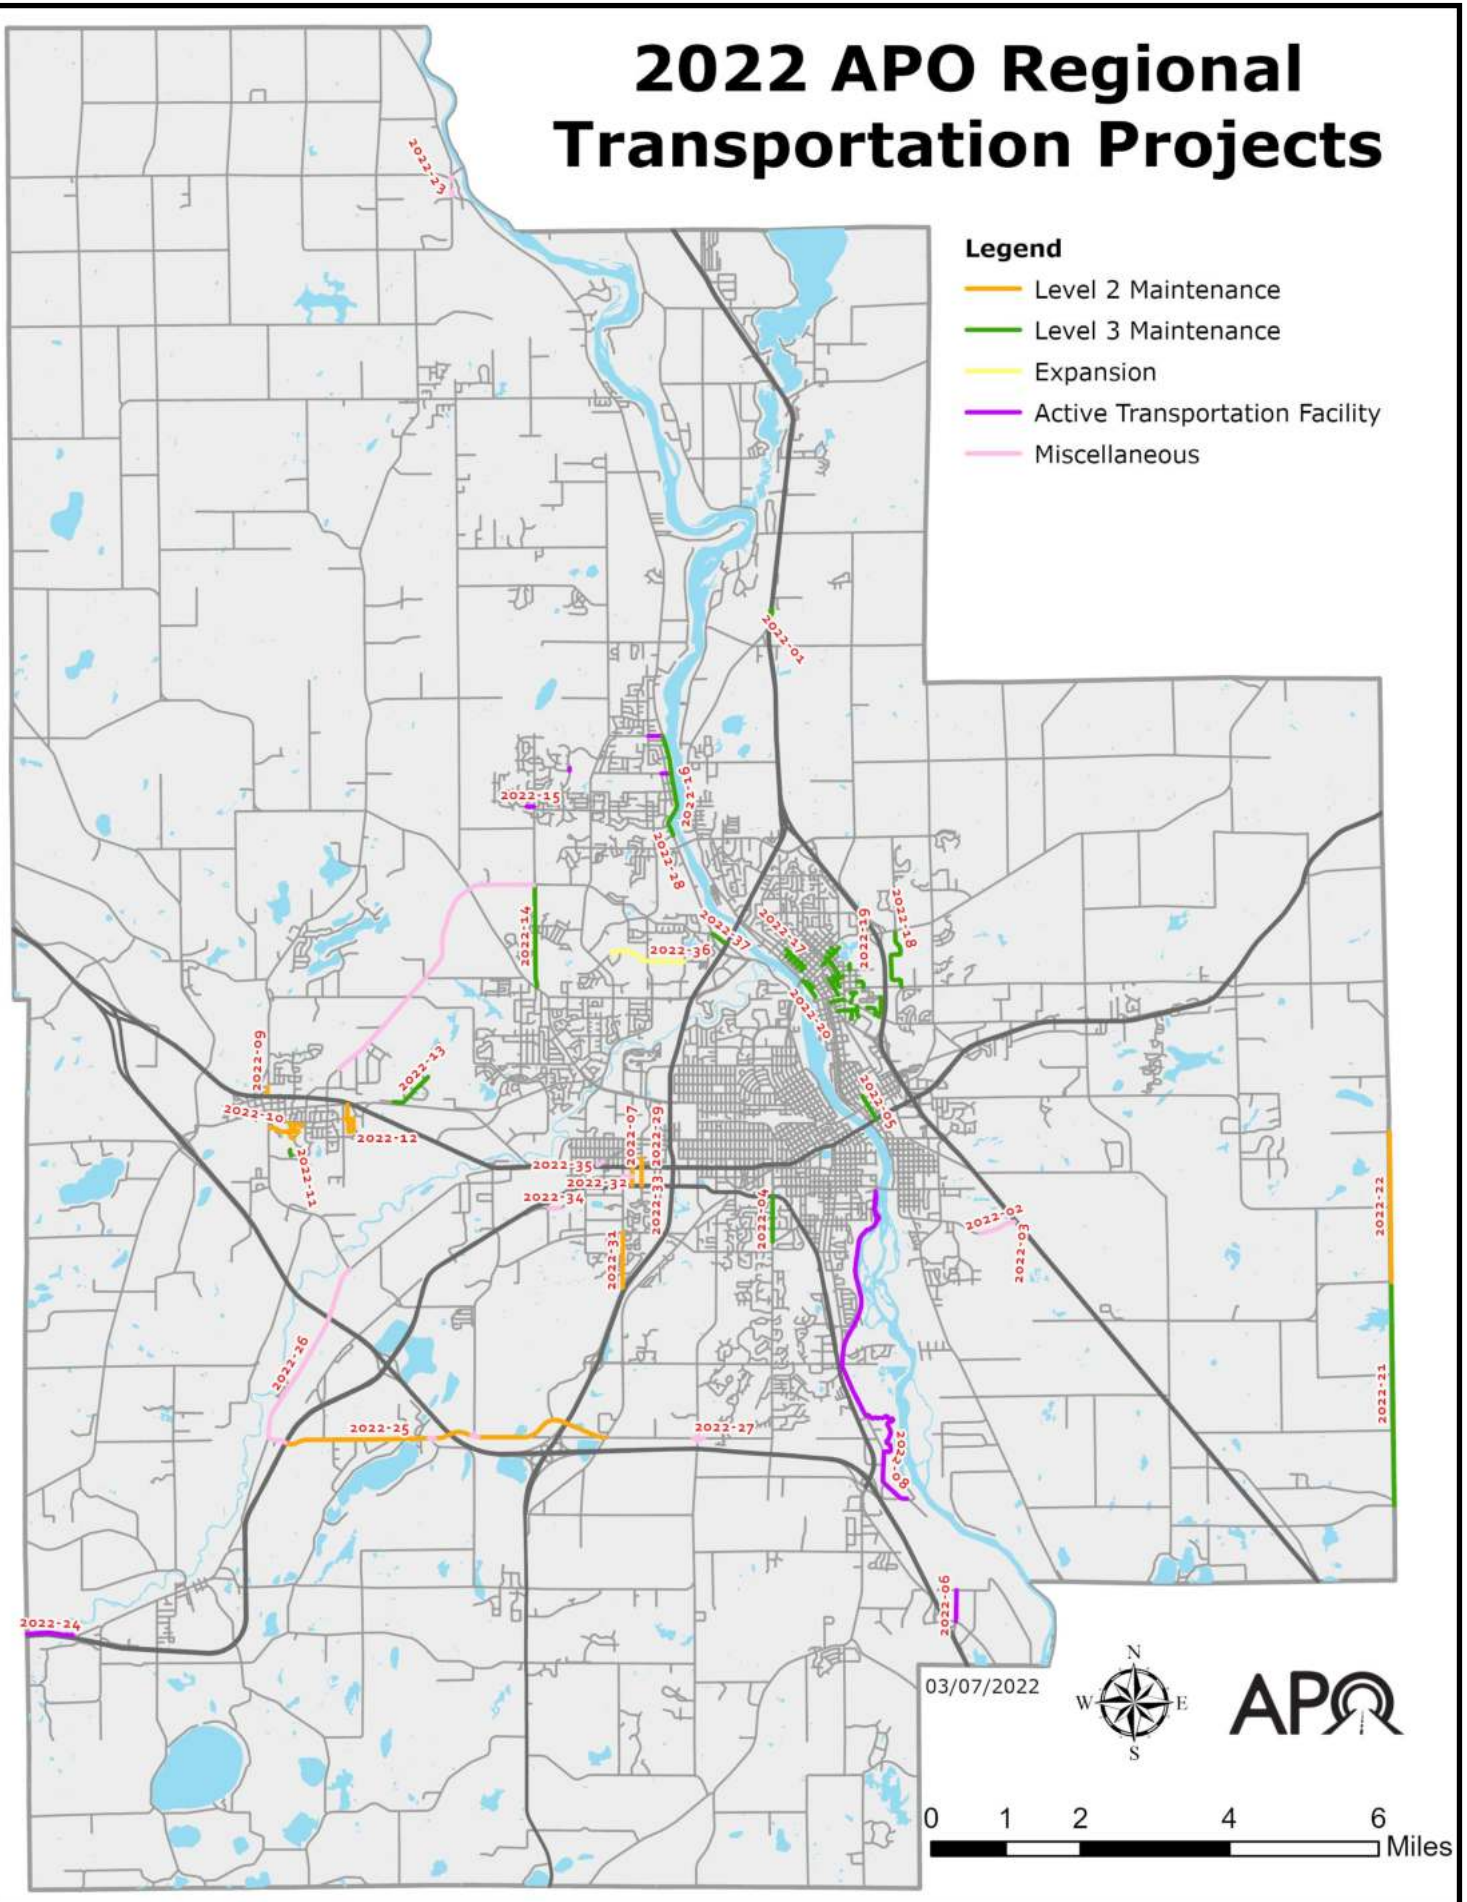 2022 APO Regional
Transportation Projects
Legend
Level 2 Maintenance
Level 3 Maintenance
Expansion
Active Transportation Facility
Miscellaneous
2022-23
2022-01
2022-15
2022-16
2022-28
2022-14
2022-36
2022-37
2022-17
2022-19
2022-18
2022-20
2022-09
2022-13
2022-10
2022-12
2022-11
2022-05
2022-07
2022-29
2022-35
2022-32
2022-33
2022-34
2022-04
2022-31
2022-02
2022-03
2022-22
2022-21
2022-26
2022-25
2022-27
2022-08
2022-06
2022-24
03/07/2022
N
W
E
S
APO
0 1 2 4 6
Miles